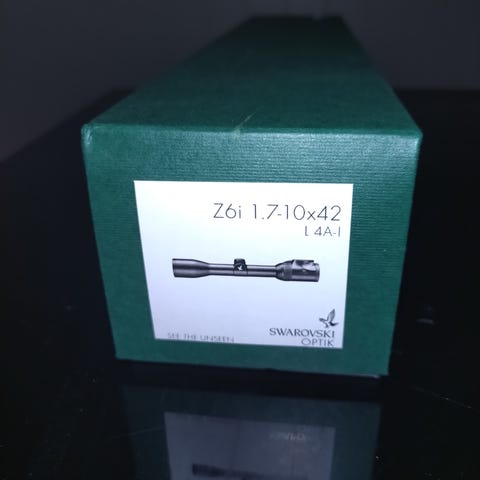 Z6i 1.7-10x42
L 4A-I
SEE THE UNSEEN
SWAROVSKI
OPTIK